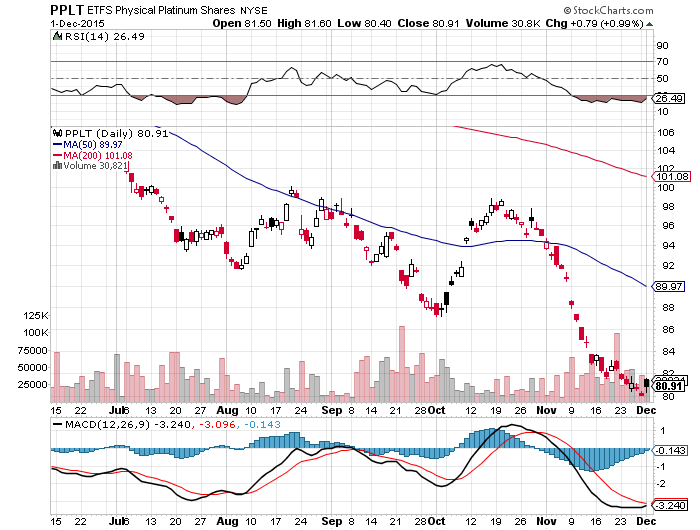 PPLT ETFS Physical Platinum Shares NYSE © StockCharts.com
1-Dec-2015 Open 81.50 High 81.60 Low 80.40 Close 80.91 Volume 30.8K Chg +0.79 (+0.99%)
RSI(14) 26.49
90
70
50
30
26.49
10
PPLT (Daily) 80.91
MA(50) 89.97
MA(200) 101.08
Volume 30,821
106
104
102
101.08
100
98
96
94
92
90
89.97
88
86
84
82
80.91
80
125K
100K
75000
50000
25000
15 22 Jul 6 13 20 27 Aug 10 17 24 Sep 8 14 21 28 Oct 12 19 26 Nov 9 16 23 Dec
MACD(12,26,9) -3.240, -3.096, -0.143
1
-0.143
-1
-2
-3.240
15 22 Jul 6 13 20 27 Aug 10 17 24 Sep 8 14 21 28 Oct 12 19 26 Nov 9 16 23 Dec